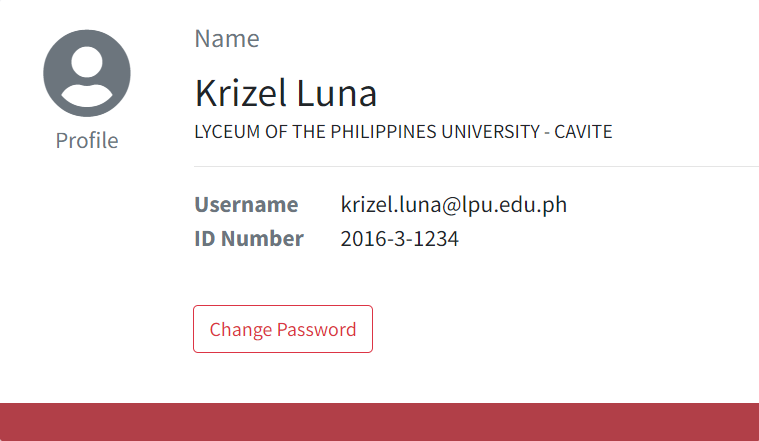 Name
Krizel Luna
LYCEUM OF THE PHILIPPINES UNIVERSITY - CAVITE
Profile
Username krizel.luna@lpu.edu.ph
ID Number 2016-3-1234
Change Password